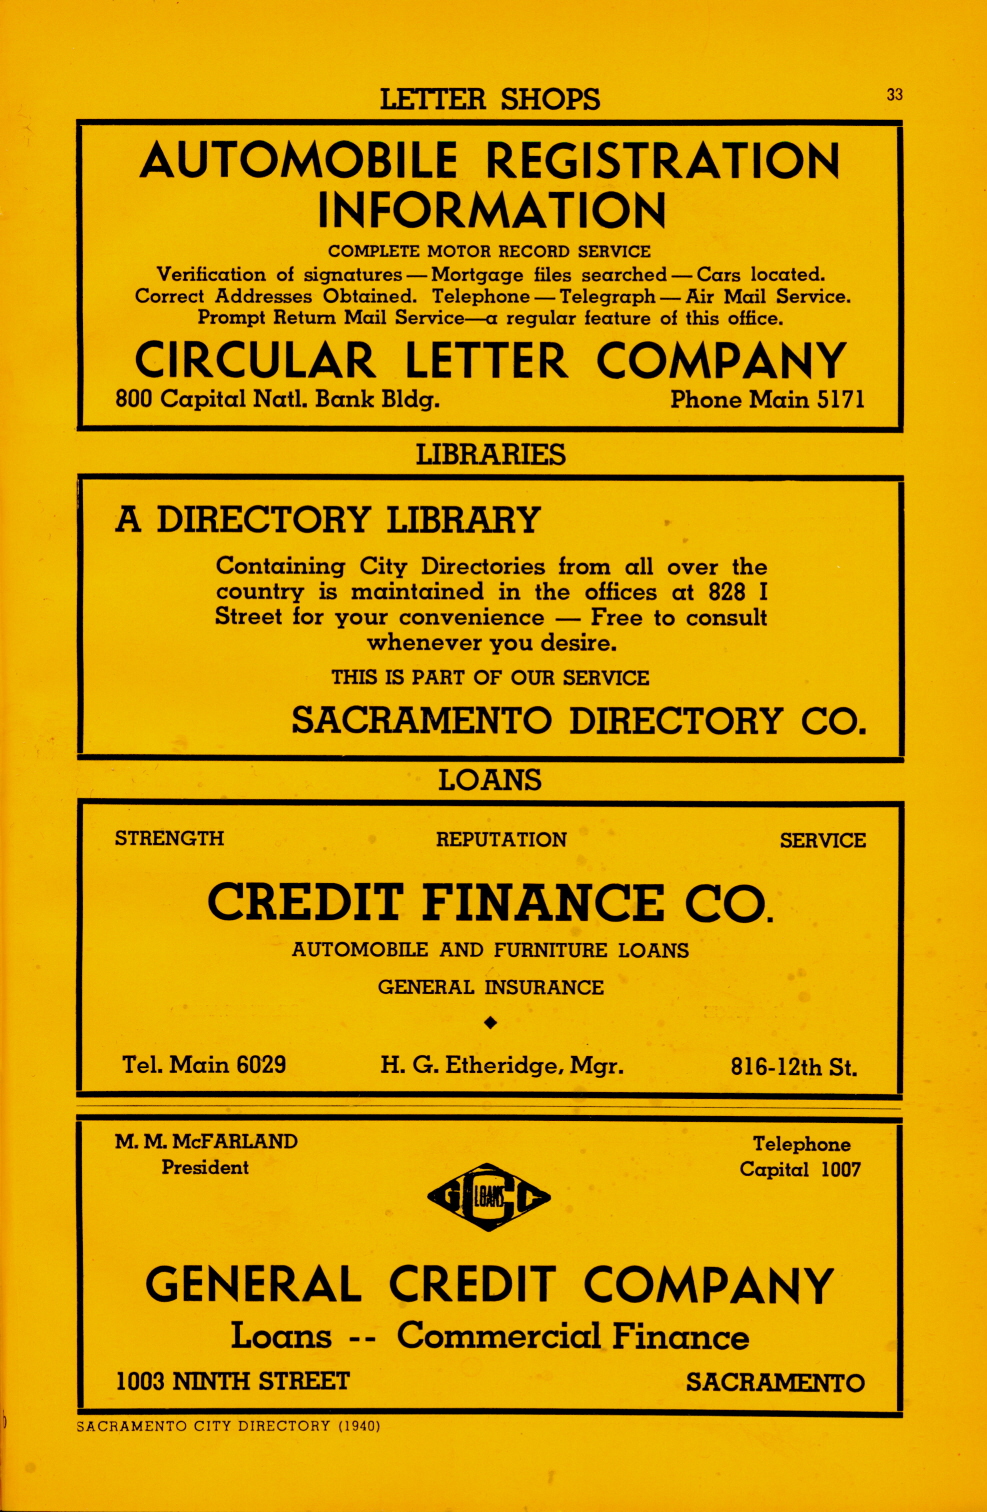 LETTER SHOPS
33
AUTOMOBILE REGISTRATION
INFORMATION
COMPLETE MOTOR RECORD SERVICE
Verification of signatures — Mortgage files searched — Cars located.
Correct Addresses Obtained. Telephone — Telegraph — Air Mail Service.
Prompt Return Mail Service—a regular feature of this office.
CIRCULAR LETTER COMPANY
800 Capital Natl. Bank Bldg. Phone Main 5171
LIBRARIES
A DIRECTORY LIBRARY
Containing City Directories from all over the
country is maintained in the offices at 828 I
Street for your convenience — Free to consult
whenever you desire.
THIS IS PART OF OUR SERVICE
SACRAMENTO DIRECTORY CO.
LOANS
STRENGTH REPUTATION SERVICE
CREDIT FINANCE CO.
AUTOMOBILE AND FURNITURE LOANS
GENERAL INSURANCE
Tel. Main 6029 H. G. Etheridge, Mgr. 816-12th St.
M. M. McFARLAND
President
Telephone
Capital 1007
GCC
LOANS
GENERAL CREDIT COMPANY
Loans -- Commercial Finance
1003 NINTH STREET SACRAMENTO
SACRAMENTO CITY DIRECTORY (1940)